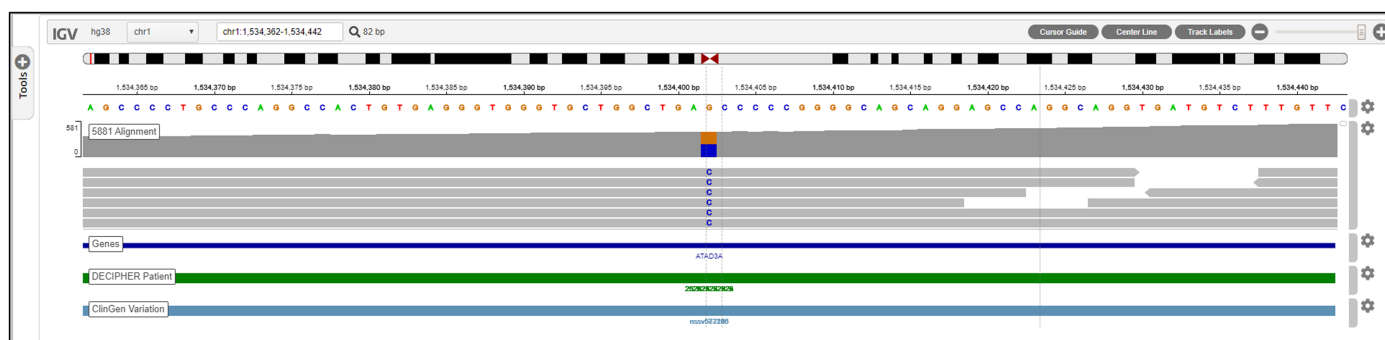 Tools
IGV hg38 chr1 chr1:1,534,362-1,534,442 82 bp Cursor Guide Center Line Track Labels
1,534,365 bp 1,534,370 bp 1,534,375 bp 1,534,380 bp 1,534,385 bp 1,534,390 bp 1,534,395 bp 1,534,400 bp 1,534,405 bp 1,534,410 bp 1,534,415 bp 1,534,420 bp 1,534,425 bp 1,534,430 bp 1,534,435 bp 1,534,440 bp
A G C C C C T G C C C A G G C C A C T G T G A G G G T G G G T G C T G G C T G A G C C C C C G G G G C A G C A G G A G C C A G G C A G G T G A T G T C T T T G T T C
581
5881 Alignment
0
C
C
C
C
C
C
Genes
ATAD3A
DECIPHER Patient
ClinGen Variation